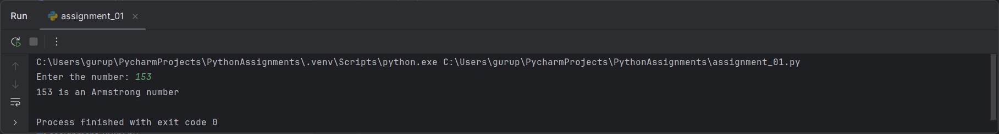 Run assignment_01
C:\Users\gurup\PycharmProjects\PythonAssignments\.venv\Scripts\python.exe C:\Users\gurup\PycharmProjects\PythonAssignments\assignment_01.py
Enter the number: 153
153 is an Armstrong number
Process finished with exit code 0